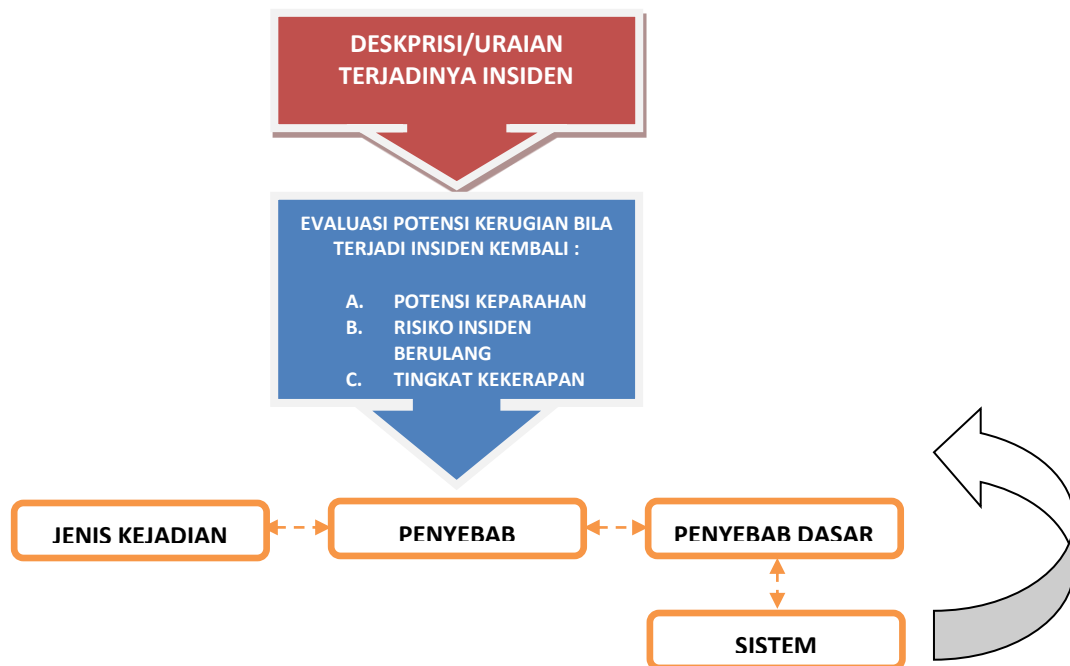 DESKPRISI/URAIAN
TERJADINYA INSIDEN
EVALUASI POTENSI KERUGIAN BILA
TERJADI INSIDEN KEMBALI :
A. POTENSI KEPARAHAN
B. RISIKO INSIDEN
BERULANG
C. TINGKAT KEKERAPAN
JENIS KEJADIAN
PENYEBAB
PENYEBAB DASAR
SISTEM